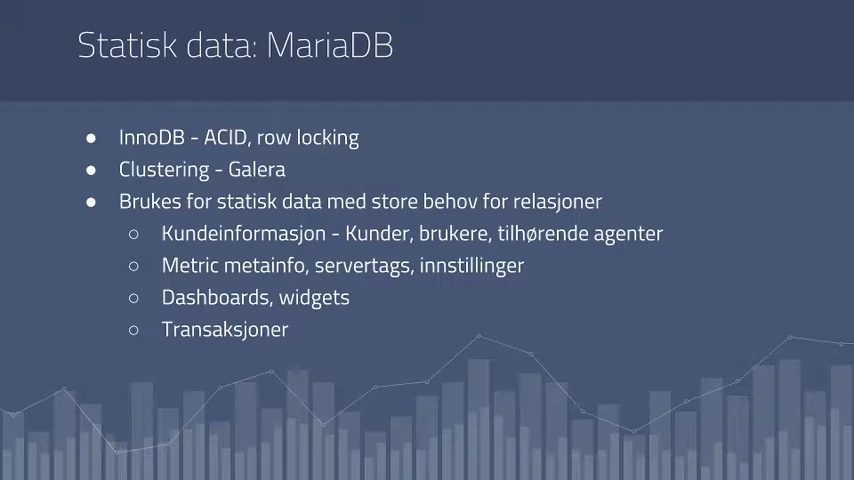 Statisk data: MariaDB
● InnoDB - ACID, row locking
● Clustering - Galera
● Brukes for statisk data med store behov for relasjoner
○ Kundeinformasjon - Kunder, brukere, tilhørende agenter
○ Metric metainfo, servertags, innstillinger
○ Dashboards, widgets
○ Transaksjoner